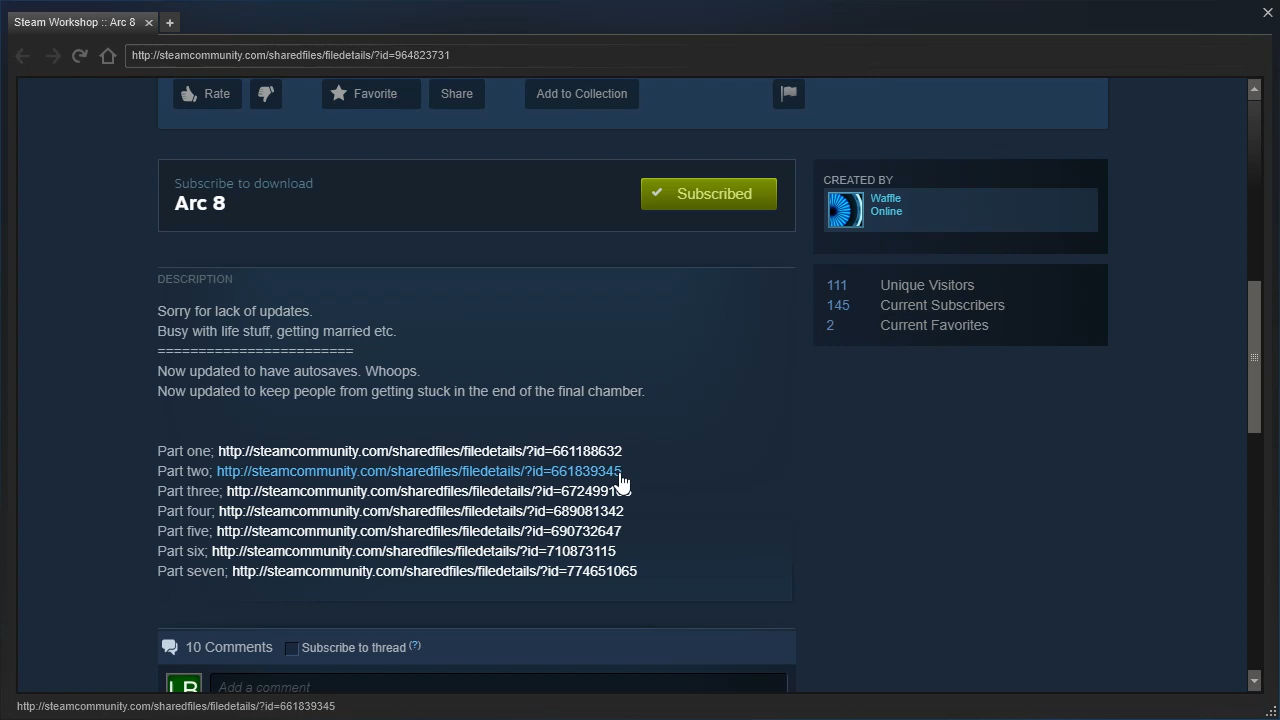 Steam Workshop :: Arc 8
http://steamcommunity.com/sharedfiles/filedetails/?id=964823731
Rate
Favorite
Share
Add to Collection
Subscribe to download
Arc 8
Subscribed
CREATED BY
Waffle
Online
111 Unique Visitors
145 Current Subscribers
2 Current Favorites
DESCRIPTION
Sorry for lack of updates.
Busy with life stuff, getting married etc.
========================
Now updated to have autosaves. Whoops.
Now updated to keep people from getting stuck in the end of the final chamber.
Part one; http://steamcommunity.com/sharedfiles/filedetails/?id=661188632
Part two; http://steamcommunity.com/sharedfiles/filedetails/?id=661839345
Part three;
Part four; http://steamcommunity.com/sharedfiles/filedetails/?id=689081342
Part five; http://steamcommunity.com/sharedfiles/filedetails/?id=690732647
Part six; http://steamcommunity.com/sharedfiles/filedetails/?id=710873115
Part seven; http://steamcommunity.com/sharedfiles/filedetails/?id=774651065
10 Comments
Subscribe to thread (?)
LB
Add a comment
http://steamcommunity.com/sharedfiles/filedetails/?id=661839345